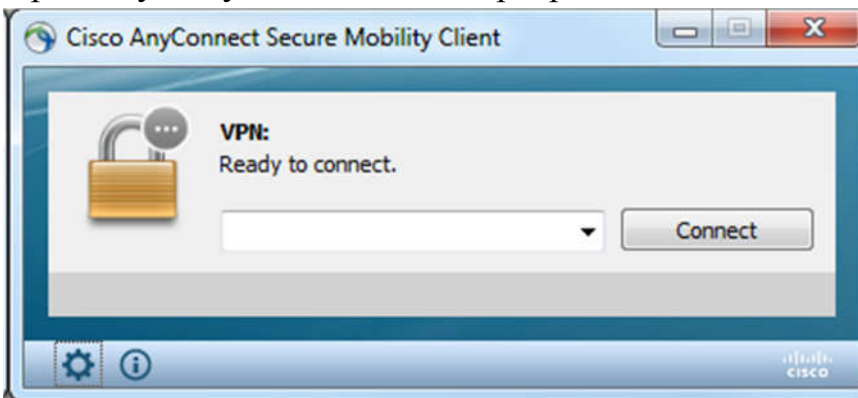 Cisco AnyConnect Secure Mobility Client
VPN:
Ready to connect.
Connect
CISCO